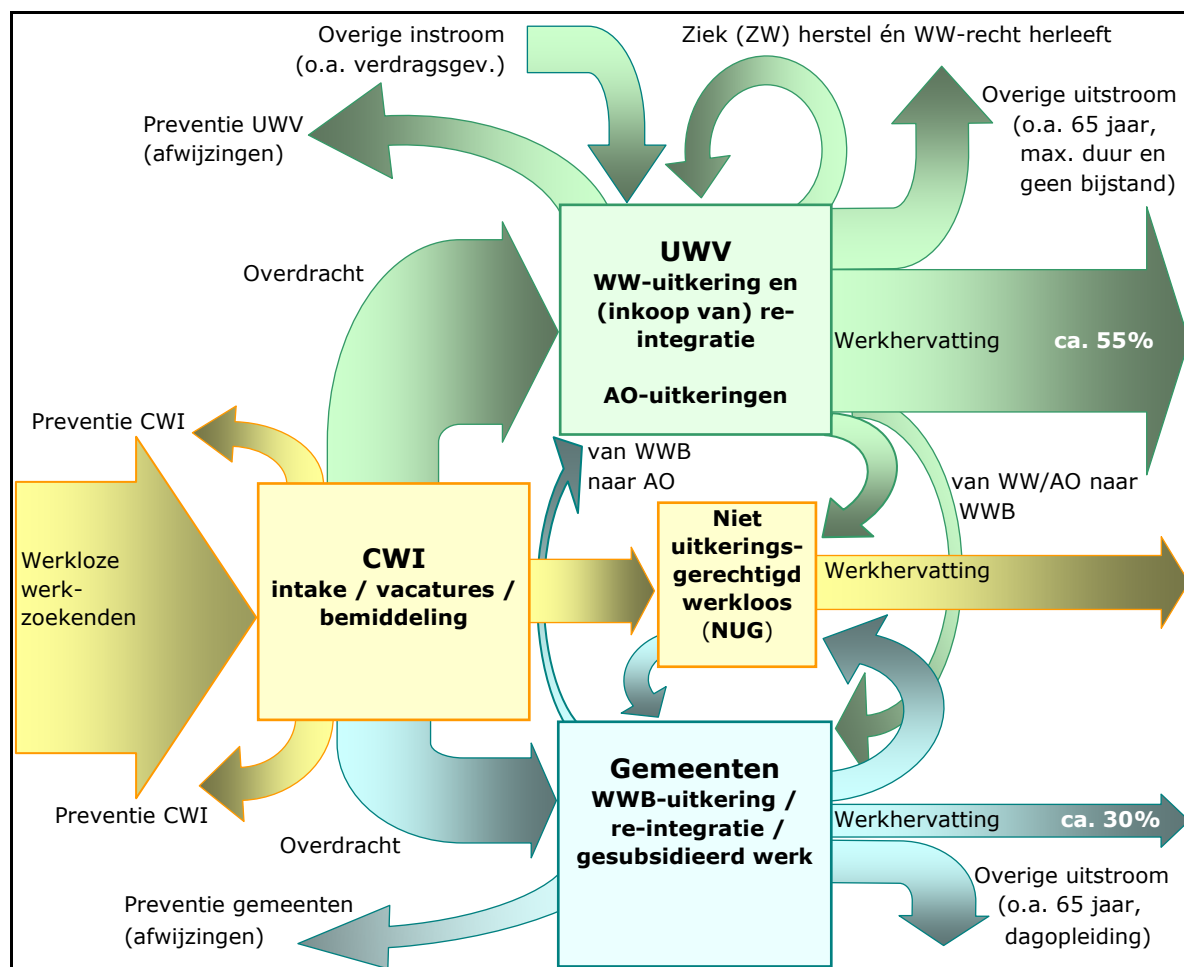 Overige instroom
(o.a. verdragsgev.)
Ziek (ZW) herstel én WW-recht herleeft
Overige uitstroom
(o.a. 65 jaar,
max. duur en
geen bijstand)
Preventie UWV
(afwijzingen)
UWV
WW-uitkering en
(inkoop van) re-
integratie
AO-uitkeringen
Overdracht
Werkhervatting ca. 55%
Preventie CWI
van WWB
naar AO
van WW/AO naar
WWB
Werkloze
werk-
zoekenden
CWI
intake / vacatures /
bemiddeling
Niet
uitkerings-
gerechtigd
werkloos
(NUG)
Werkhervatting
Preventie CWI
Overdracht
Gemeenten
WWB-uitkering /
re-integratie /
gesubsidieerd werk
Werkhervatting ca. 30%
Preventie gemeenten
(afwijzingen)
Overige uitstroom
(o.a. 65 jaar,
dagopleiding)